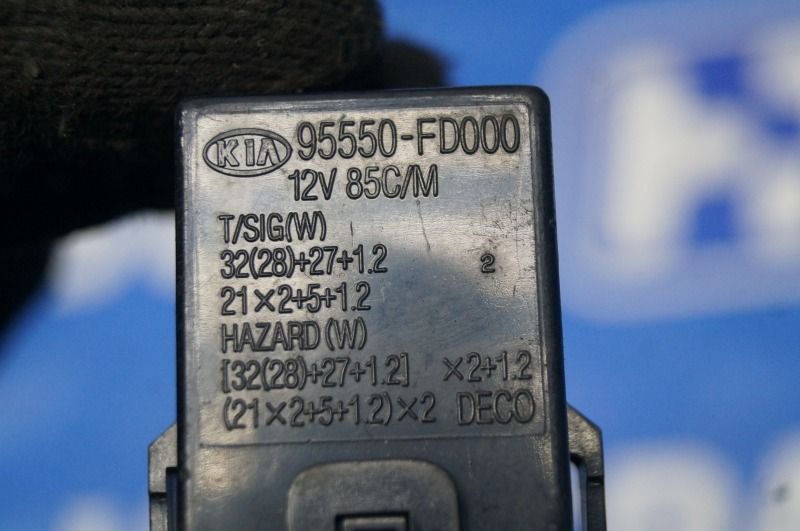 KIA 95550-FD000
12V 85C/M
T/SIG(W)
32(28)+27+1.2 2
21×2+5+1.2
HAZARD(W)
[32(28)+27+1.2] ×2+1.2
(21×2+5+1.2)×2 DECO